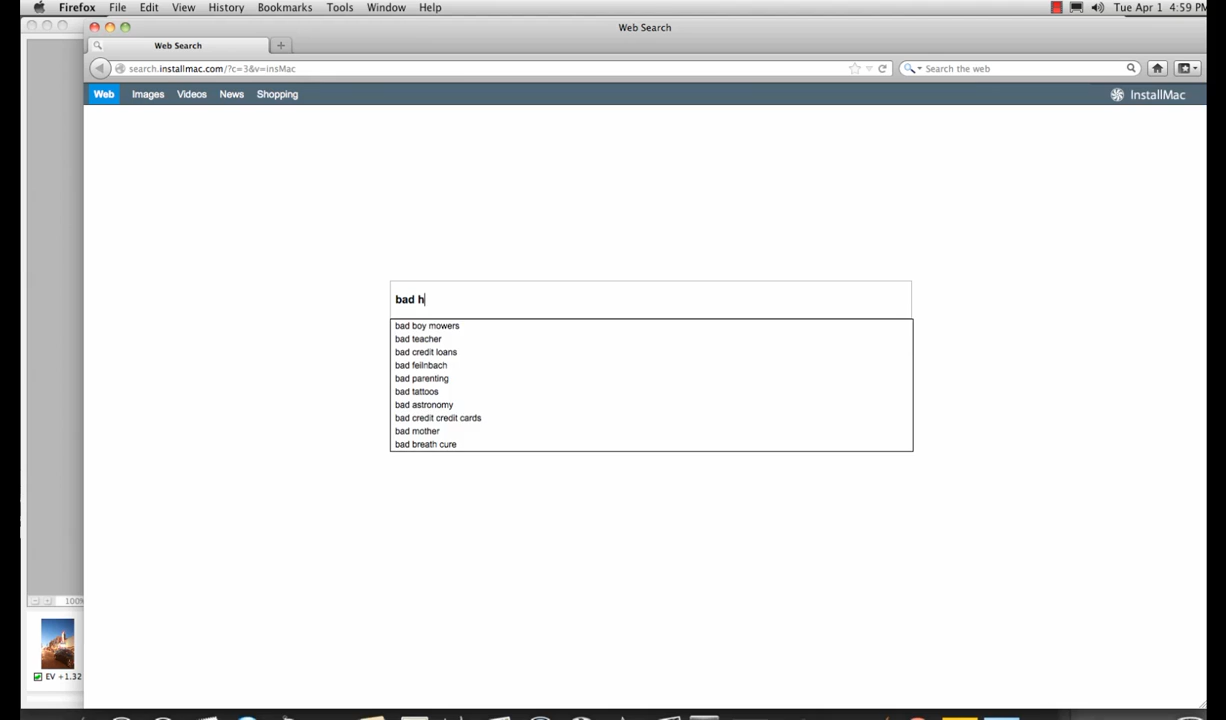 Firefox File Edit View History Bookmarks Tools Window Help Tue Apr 1 4:59 PM
Web Search
Web Search
search.installmac.com/?c=3&v=insMac Search the web
Web Images Videos News Shopping InstallMac
bad h
bad boy mowers
bad teacher
bad credit loans
bad feilnbach
bad parenting
bad tattoos
bad astronomy
bad credit credit cards
bad mother
bad breath cure
100%
EV +1.32